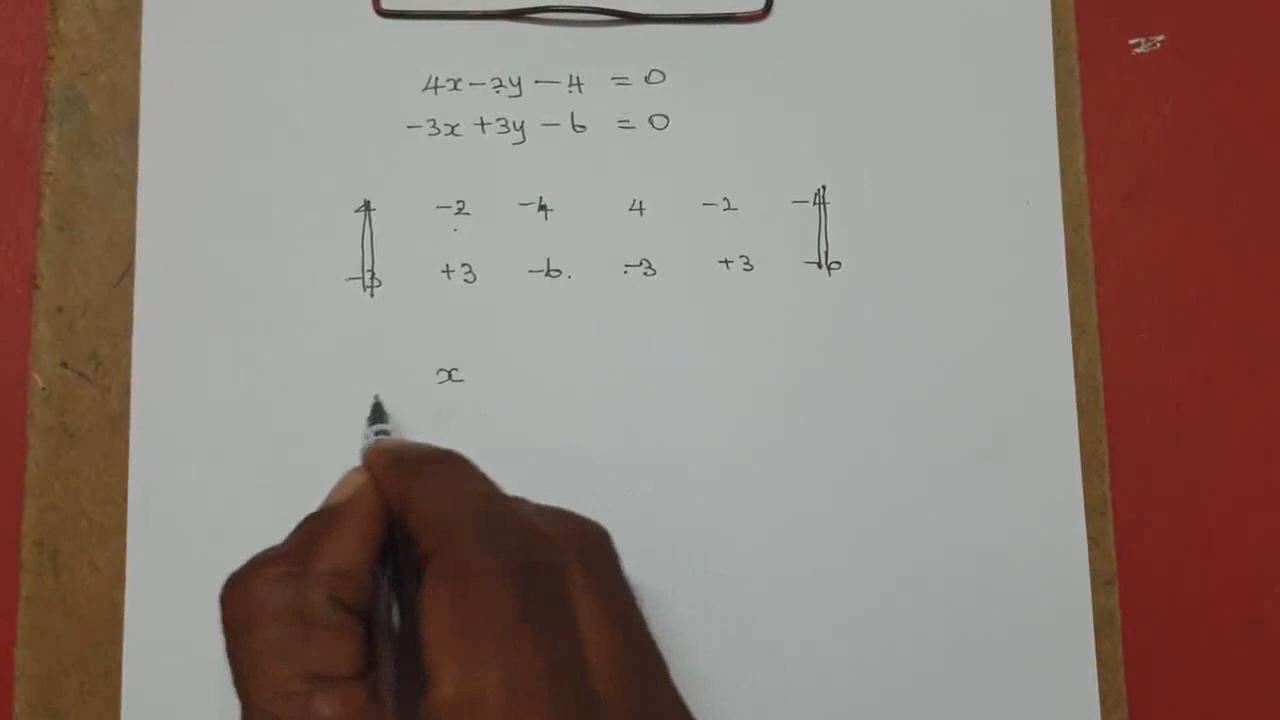 4x-2y-4 = 0
-3x+3y-6 = 0
4 -2 -4 4 -2 -4
-3 +3 -6 -3 +3 -6
x